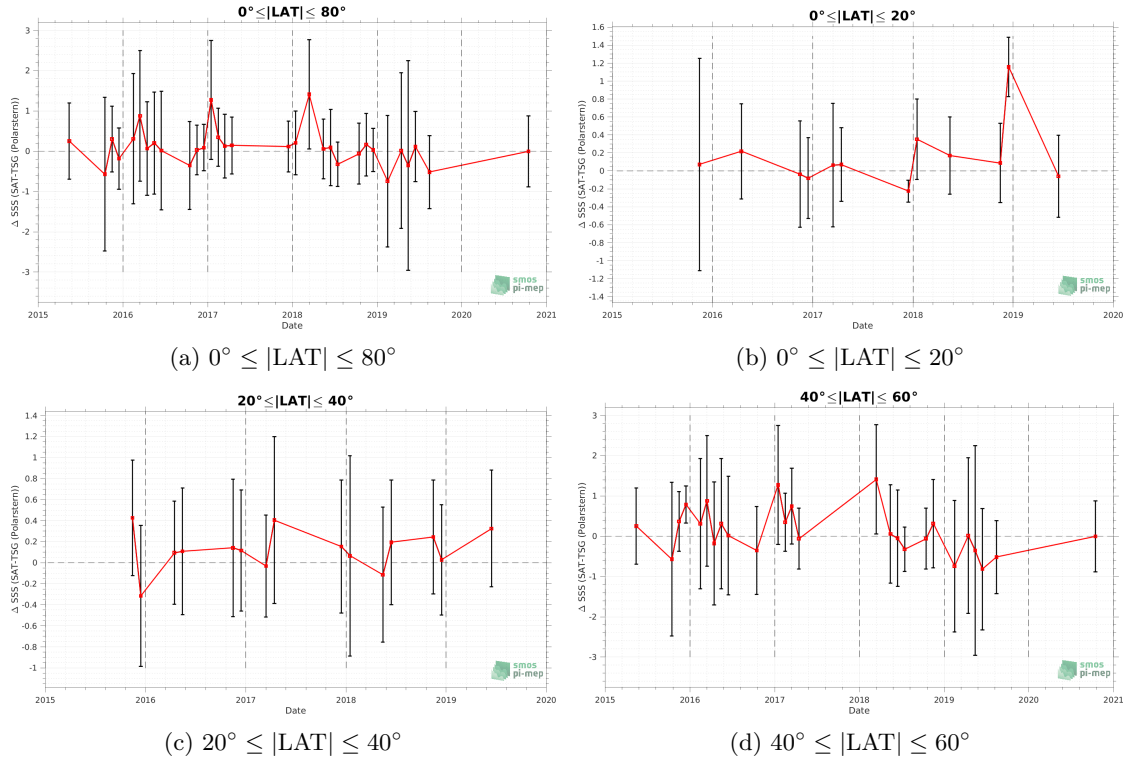 0°≤|LAT|≤ 80°
Δ SSS (SAT-TSG (Polarstern))
3
2
1
0
-1
-2
-3
2015 2016 2017 2018 2019 2020 2021
Date
smos
pi-mep
(a) 0° ≤ |LAT| ≤ 80°
0°≤|LAT|≤ 20°
Δ SSS (SAT-TSG (Polarstern))
1.6
1.4
1.2
1
0.8
0.6
0.4
0.2
0
-0.2
-0.4
-0.6
-0.8
-1
-1.2
-1.4
2015 2016 2017 2018 2019 2020
Date
smos
pi-mep
(b) 0° ≤ |LAT| ≤ 20°
20°≤|LAT|≤ 40°
Δ SSS (SAT-TSG (Polarstern))
1.4
1.2
1
0.8
0.6
0.4
0.2
0
-0.2
-0.4
-0.6
-0.8
-1
2015 2016 2017 2018 2019 2020
Date
smos
pi-mep
(c) 20° ≤ |LAT| ≤ 40°
40°≤|LAT|≤ 60°
Δ SSS (SAT-TSG (Polarstern))
3
2
1
0
-1
-2
-3
2015 2016 2017 2018 2019 2020 2021
Date
smos
pi-mep
(d) 40° ≤ |LAT| ≤ 60°